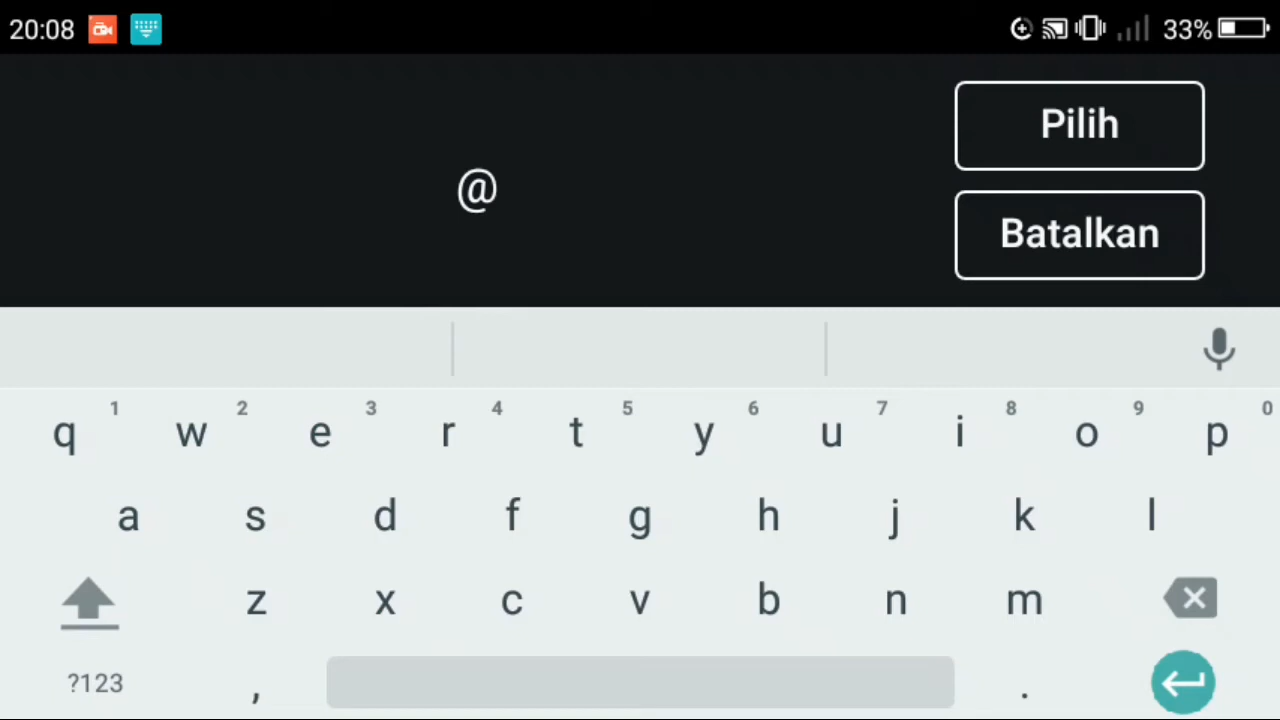 20:08 33%
Pilih
@
Batalkan
1 2 3 4 5 6 7 8 9 0
q w e r t y u i o p
a s d f g h j k l
z x c v b n m
?123 , .